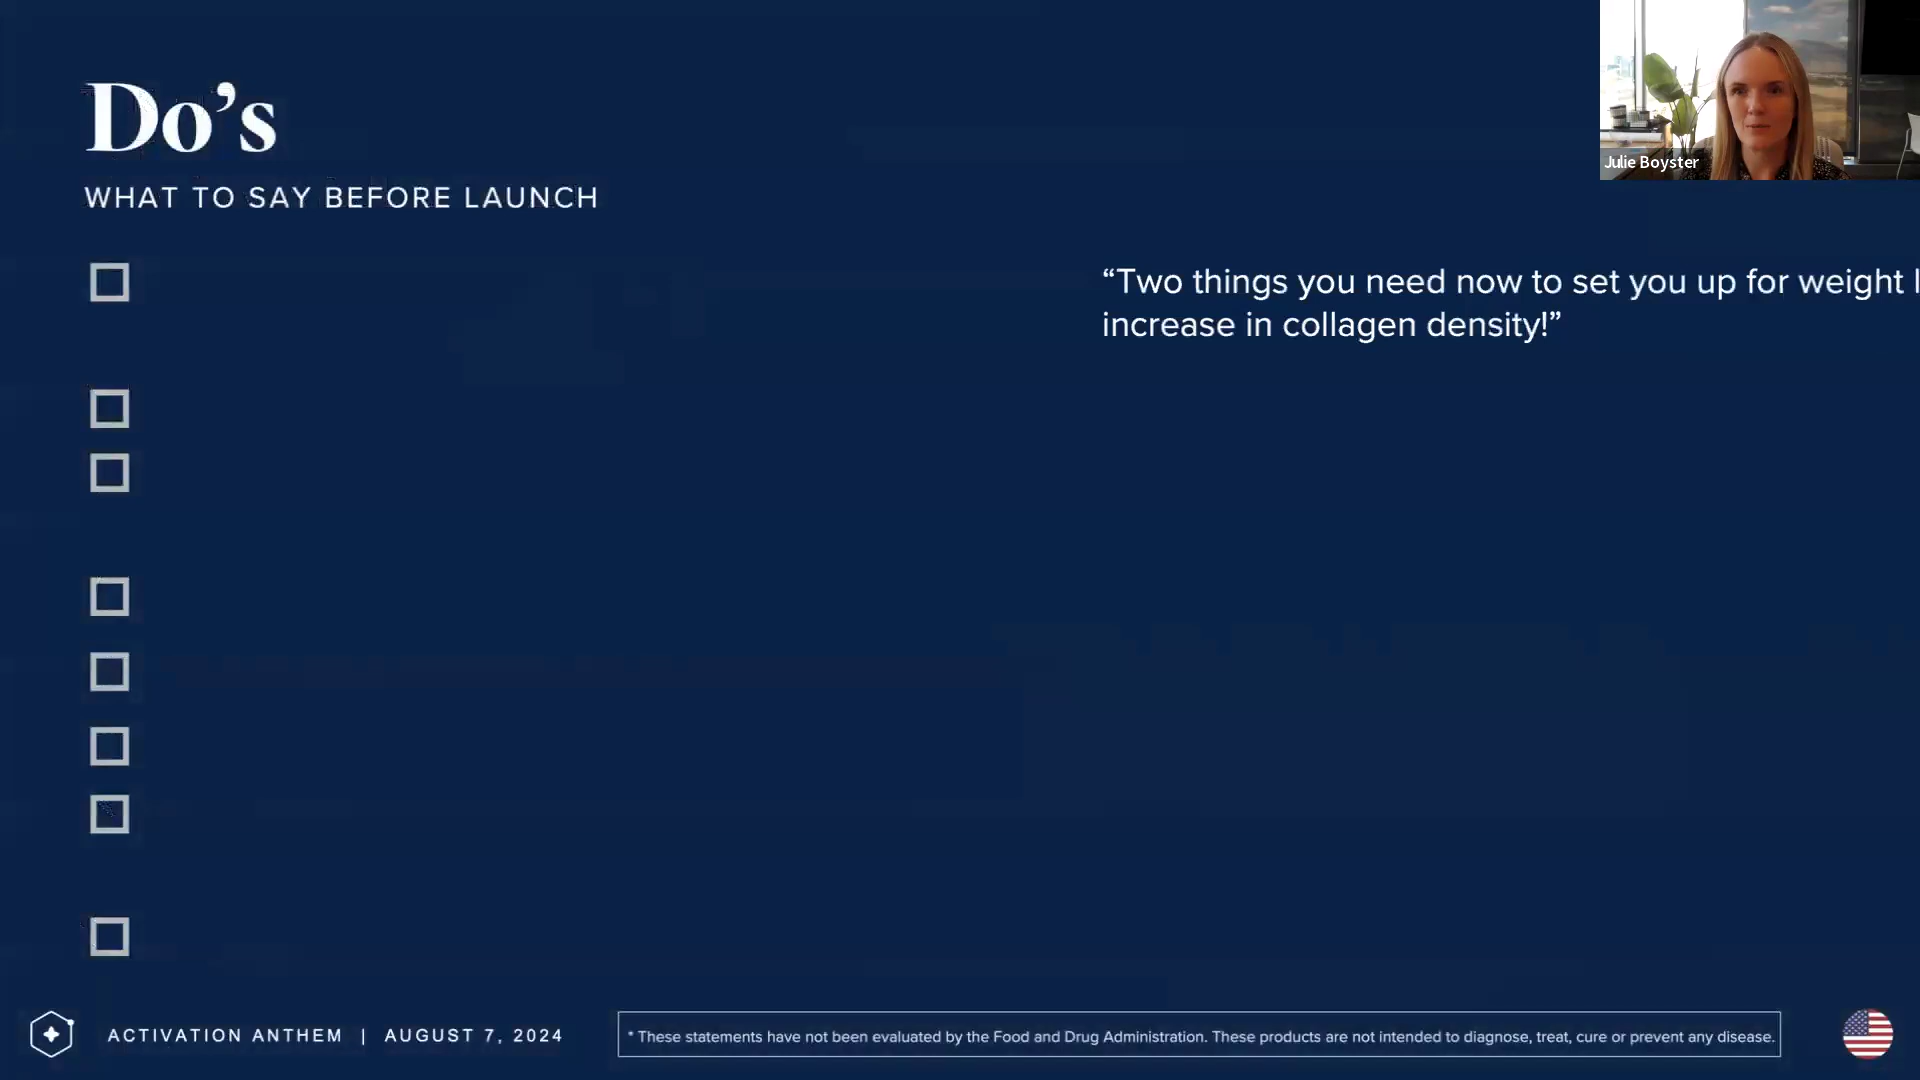 Do’s
WHAT TO SAY BEFORE LAUNCH
Julie Boyster
“Two things you need now to set you up for weight
increase in collagen density!”
ACTIVATION ANTHEM | AUGUST 7, 2024
* These statements have not been evaluated by the Food and Drug Administration. These products are not intended to diagnose, treat, cure or prevent any disease.